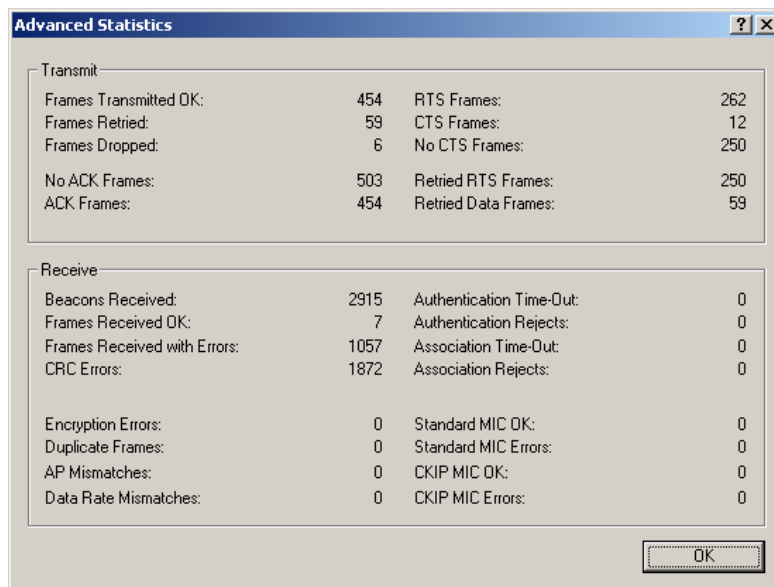 Advanced Statistics
Transmit
Frames Transmitted OK: 454 RTS Frames: 262
Frames Retried: 59 CTS Frames: 12
Frames Dropped: 6 No CTS Frames: 250
No ACK Frames: 503 Retried RTS Frames: 250
ACK Frames: 454 Retried Data Frames: 59
Receive
Beacons Received: 2915 Authentication Time-Out: 0
Frames Received OK: 7 Authentication Rejects: 0
Frames Received with Errors: 1057 Association Time-Out: 0
CRC Errors: 1872 Association Rejects: 0
Encryption Errors: 0 Standard MIC OK: 0
Duplicate Frames: 0 Standard MIC Errors: 0
AP Mismatches: 0 CKIP MIC OK: 0
Data Rate Mismatches: 0 CKIP MIC Errors: 0
OK